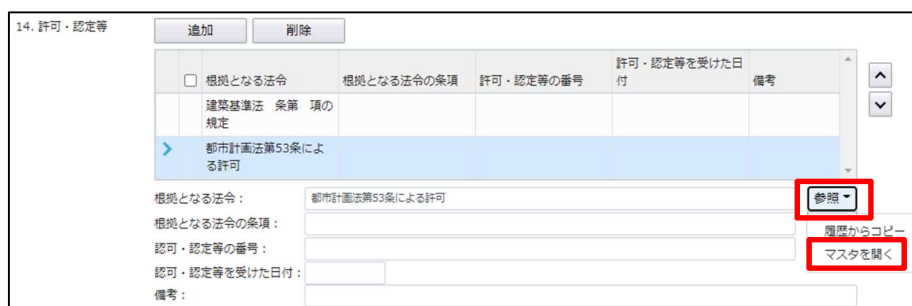 14. 許可・認定等
追加
削除
根拠となる法令
根拠となる法令の条項
許可・認定等の番号
許可・認定等を受けた日
付
備考
建築基準法　条第　項の
規定
都市計画法第53条によ
る許可
根拠となる法令：
都市計画法第53条による許可
参照
根拠となる法令の条項：
履歴からコピー
認可・認定等の番号：
マスタを開く
認可・認定等を受けた日付：
備考：